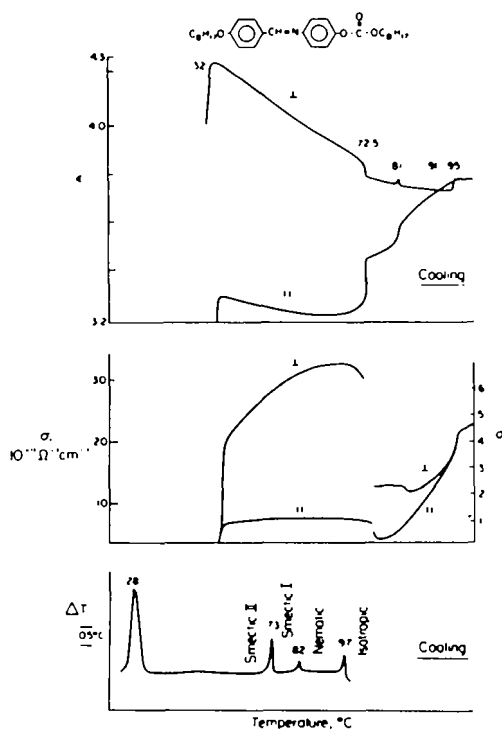 C₈H₁₇O CH=N O-C-OC₈H₁₇
O
4.3
52
⊥
4.0
72.5
81
91 95
ε
Cooling
||
3.2
30
⊥
6
5
σ,
20
4
σ
10⁻¹¹Ω⁻¹cm⁻¹
3
⊥
2
10
||
||
1
28
ΔT
0.5°C
Smectic II
73
Smectic I
82
Nematic
97
Isotropic
Cooling
Temperature, °C